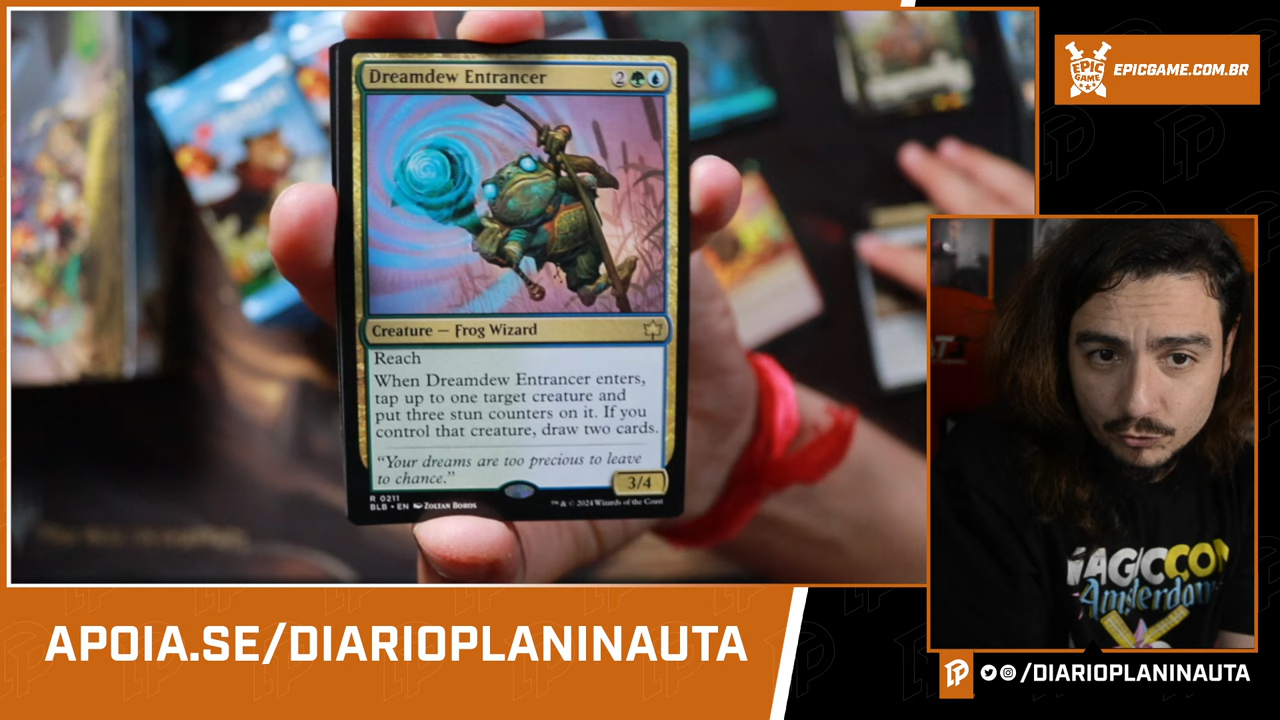 Dreamdew Entrancer 2
Creature — Frog Wizard
Reach
When Dreamdew Entrancer enters,
tap up to one target creature and
put three stun counters on it. If you
control that creature, draw two cards.
“Your dreams are too precious to leave
to chance.”
3/4
R 0211
BLB • EN Zoltan Boros
™ & © 2024 Wizards of the Coast
EPIC
GAME
EPICGAME.COM.BR
MAGICCON
Amsterdam
APOIA.SE/DIARIOPLANINAUTA
/DIARIOPLANINAUTA